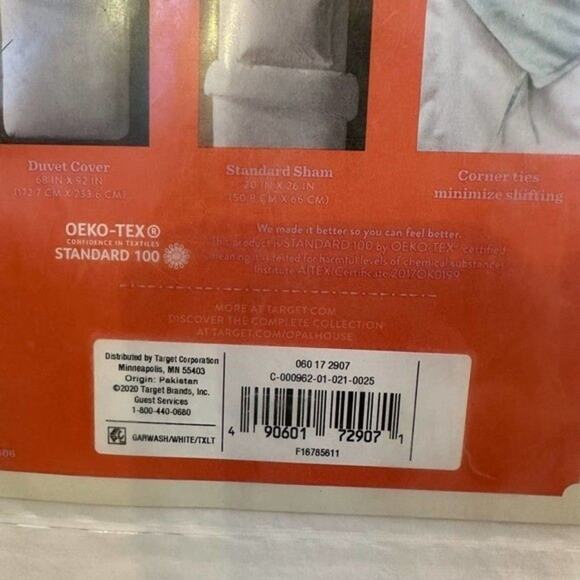 Duvet Cover
68 IN X 92 IN
(172.7 CM X 233.6 CM)
Standard Sham
20 IN X 26 IN
(50.8 CM X 66 CM)
Corner ties
minimize shifting
OEKO-TEX®
CONFIDENCE IN TEXTILES
STANDARD 100
We made it better so you can feel better.
This product is STANDARD 100 by OEKO-TEX® certified
meaning it is tested for harmful levels of chemical substances
Institute AITEX/Certificate 2017OK0199
MORE AT TARGET.COM
DISCOVER THE COMPLETE COLLECTION
AT TARGET.COM/OPALHOUSE
Distributed by Target Corporation
Minneapolis, MN 55403
Origin: Pakistan
©2020 Target Brands, Inc.
Guest Services
1-800-440-0680
GARWASH/WHITE/TXLT
060 17 2907
C-000962-01-021-0025
4 90601 72907 1
F16785611